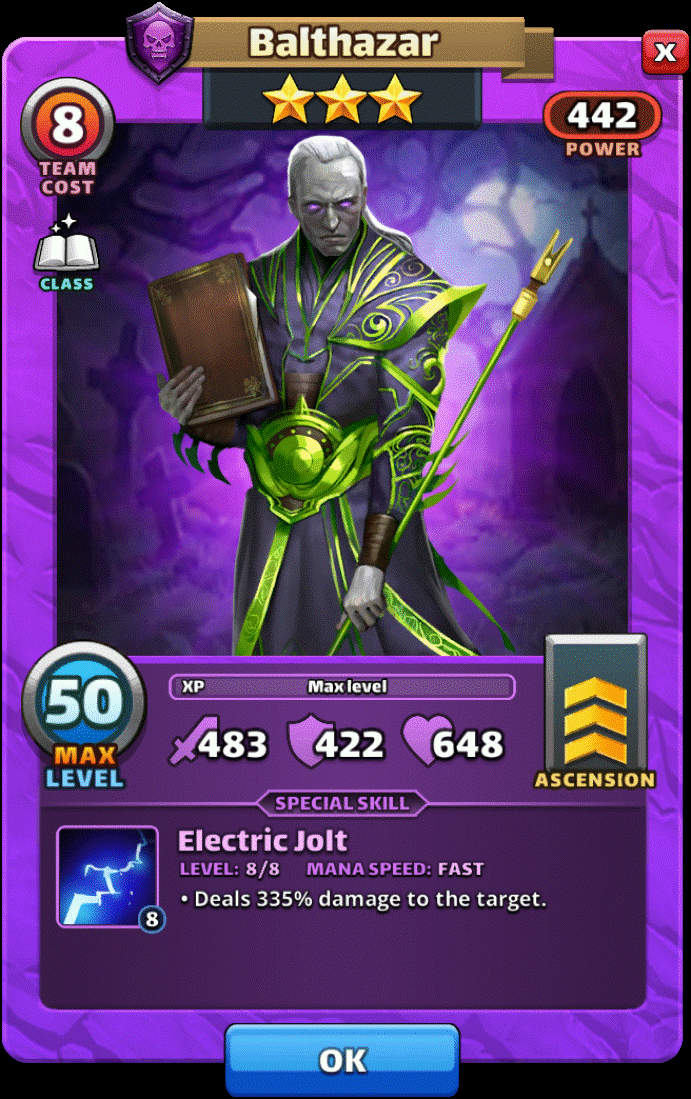 Balthazar
X
8
TEAM
COST
442
POWER
CLASS
50
MAX
LEVEL
XP Max level
483 422 648
ASCENSION
SPECIAL SKILL
Electric Jolt
LEVEL: 8/8 MANA SPEED: FAST
• Deals 335% damage to the target.
8
OK